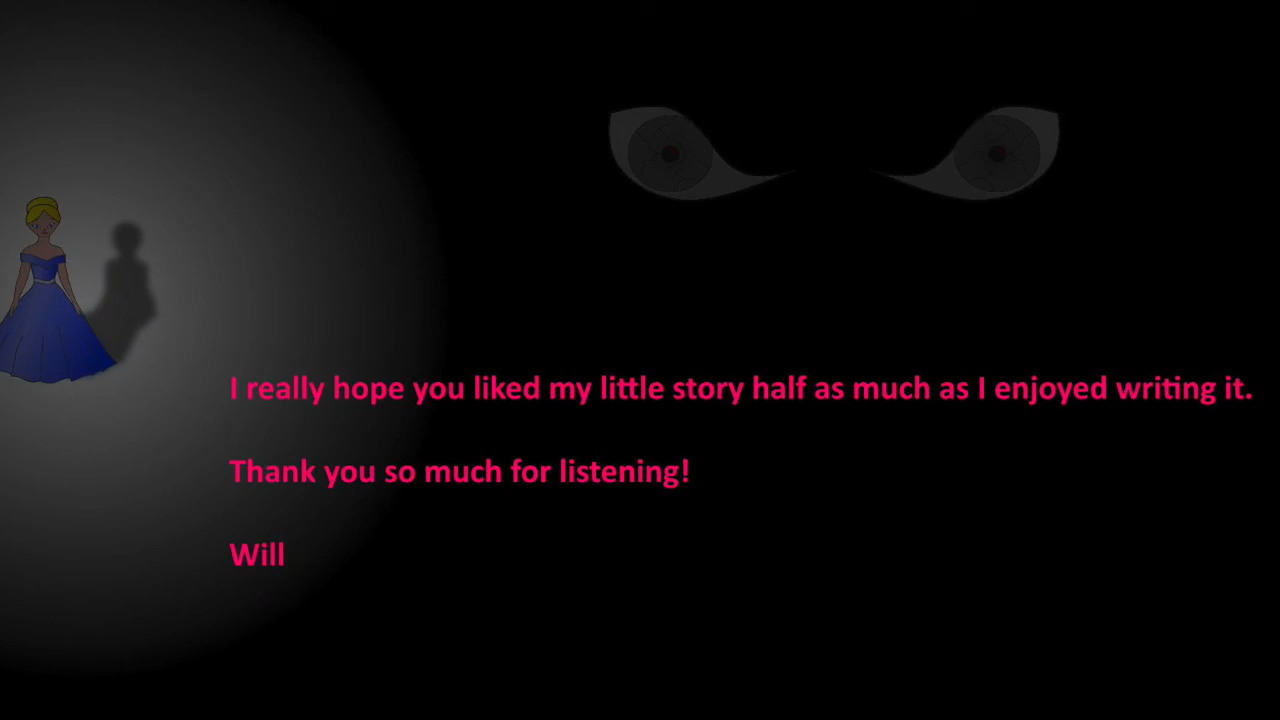 I really hope you liked my little story half as much as I enjoyed writing it.
Thank you so much for listening!
Will